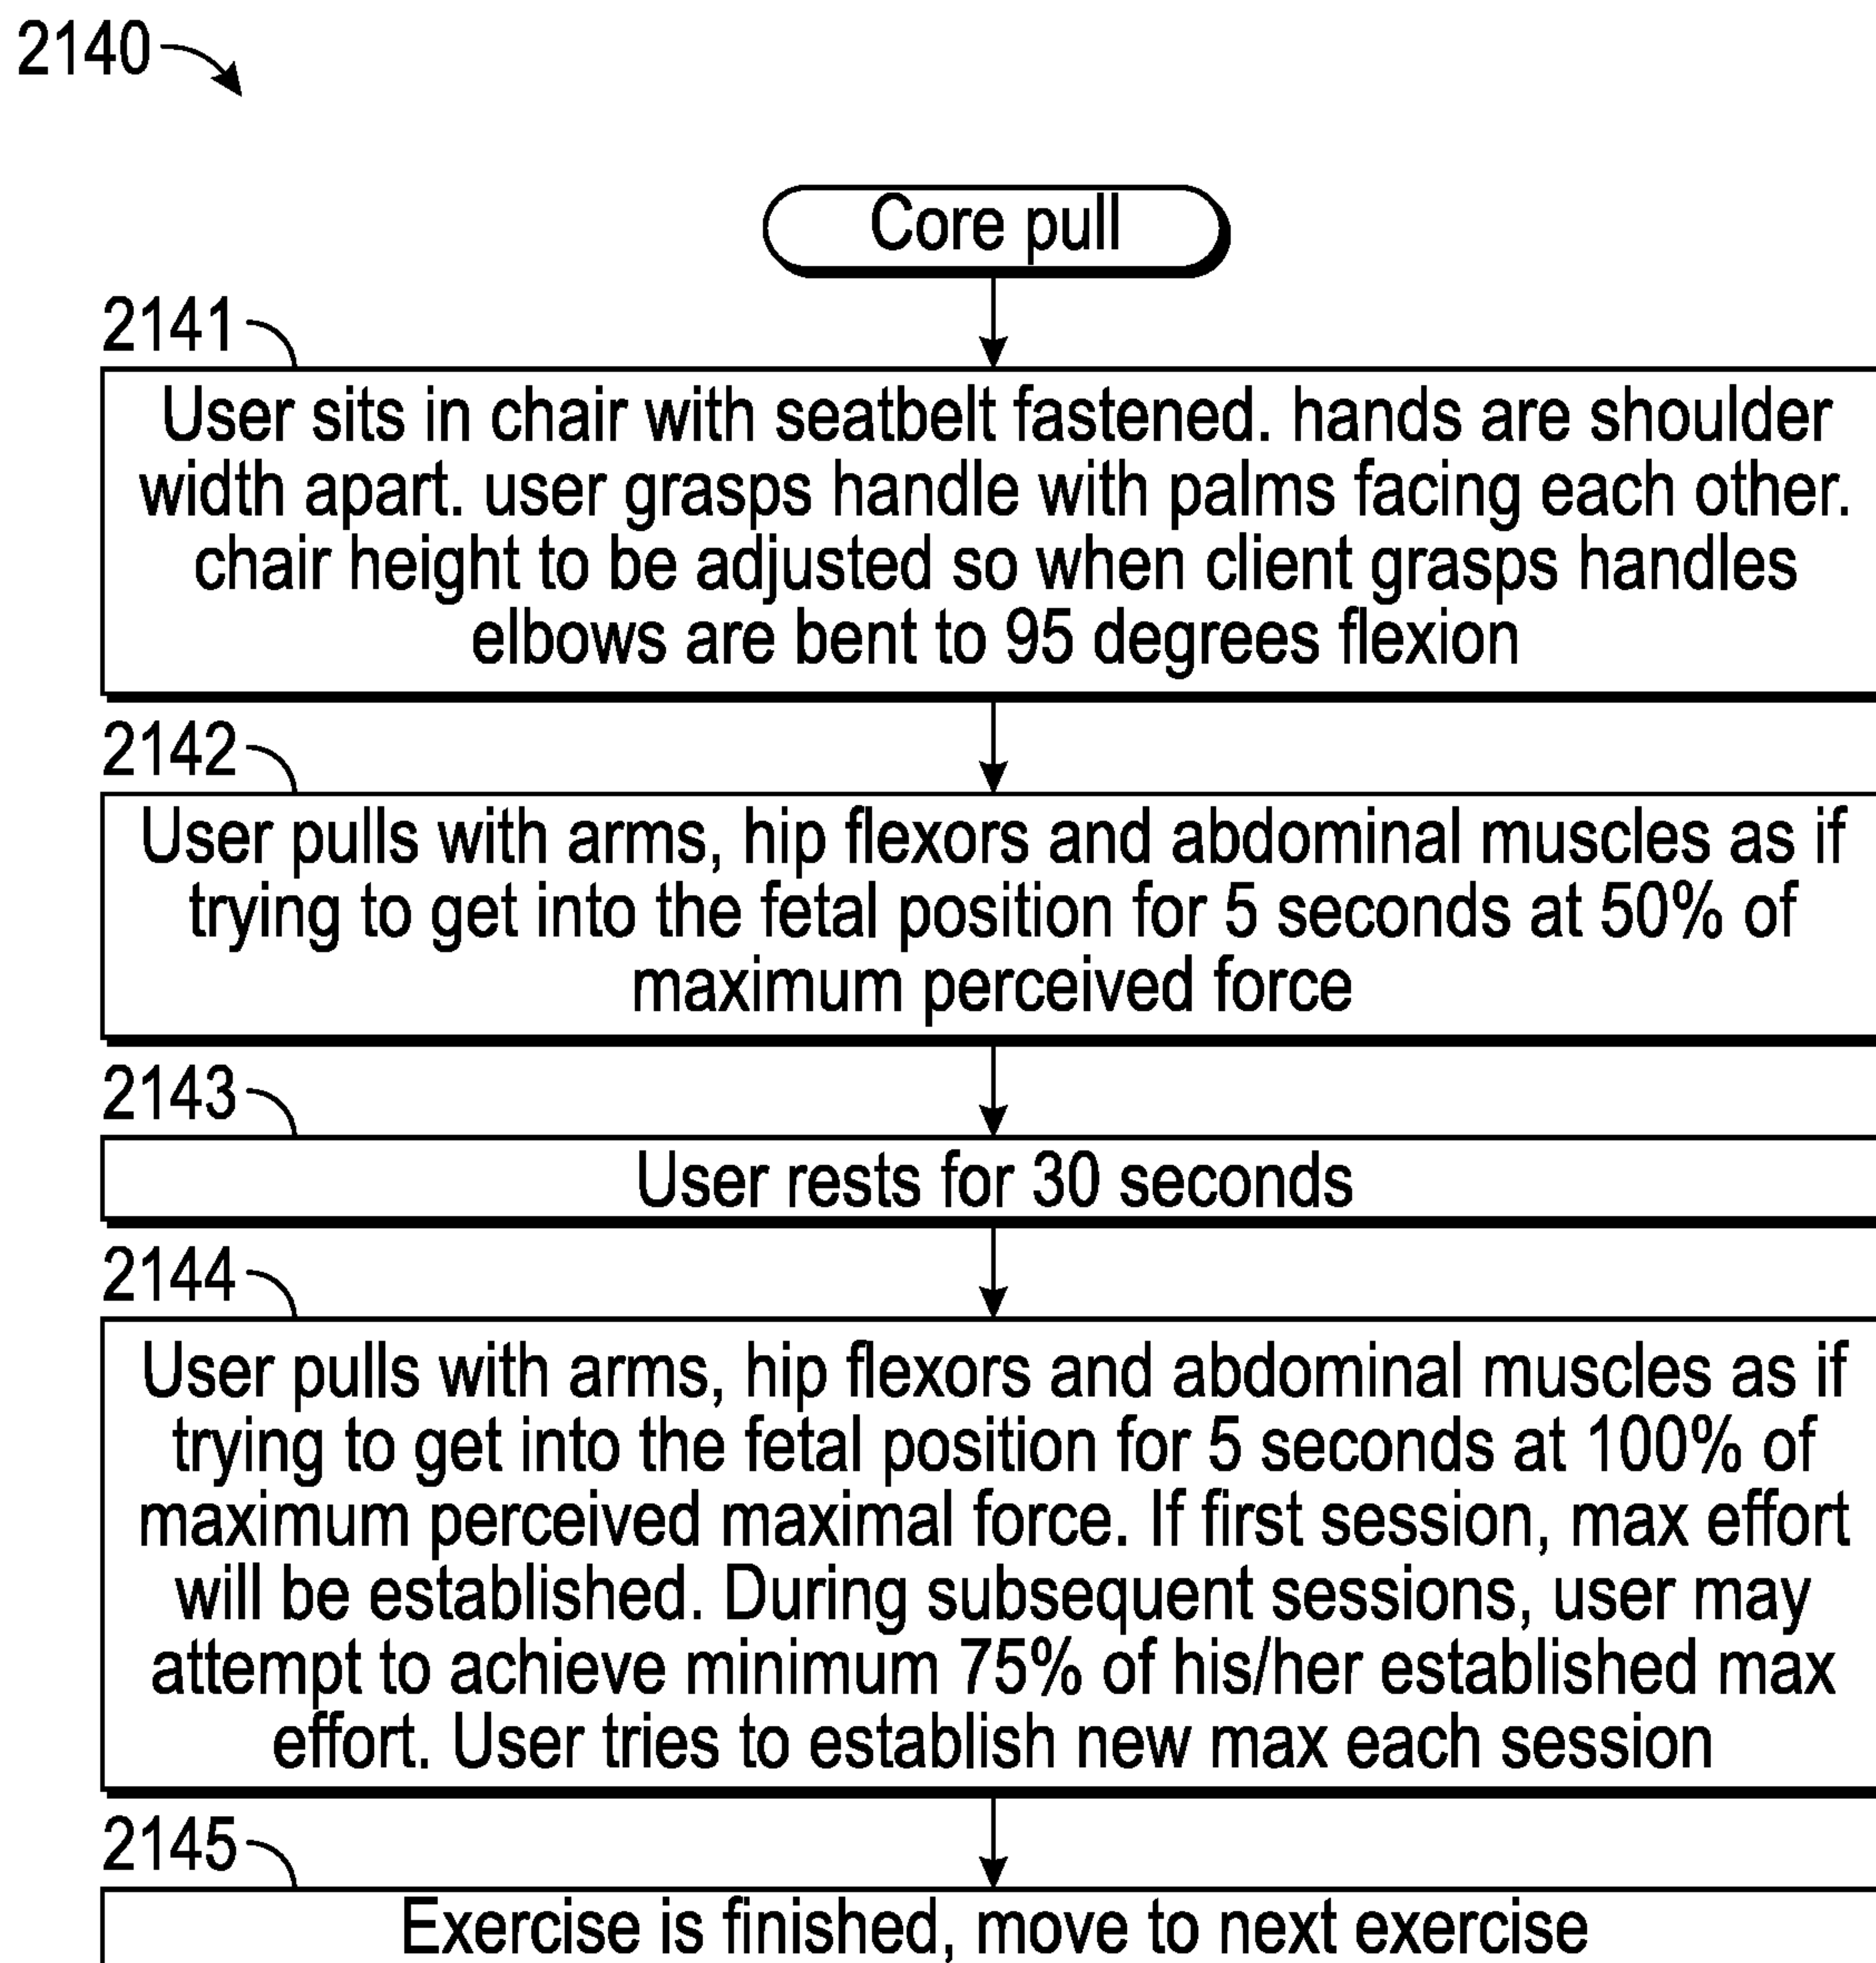 2140
Core pull
2141
User sits in chair with seatbelt fastened. hands are shoulder
width apart. user grasps handle with palms facing each other.
chair height to be adjusted so when client grasps handles
elbows are bent to 95 degrees flexion
2142
User pulls with arms, hip flexors and abdominal muscles as if
trying to get into the fetal position for 5 seconds at 50% of
maximum perceived force
2143
User rests for 30 seconds
2144
User pulls with arms, hip flexors and abdominal muscles as if
trying to get into the fetal position for 5 seconds at 100% of
maximum perceived maximal force. If first session, max effort
will be established. During subsequent sessions, user may
attempt to achieve minimum 75% of his/her established max
effort. User tries to establish new max each session
2145
Exercise is finished, move to next exercise